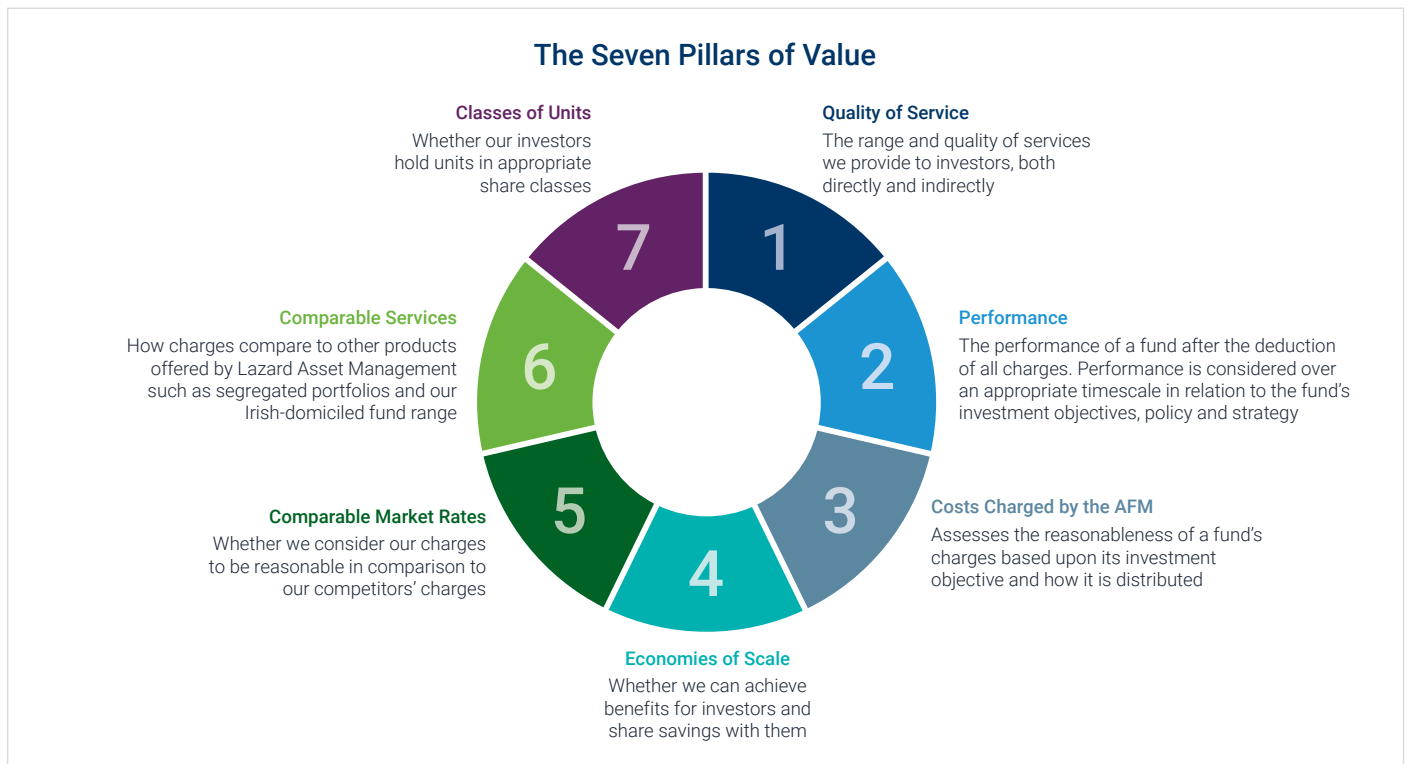 The Seven Pillars of Value
Classes of Units
Whether our investors
hold units in appropriate
share classes
Quality of Service
The range and quality of services
we provide to investors, both
directly and indirectly
7
1
Comparable Services
How charges compare to other products
offered by Lazard Asset Management
such as segregated portfolios and our
Irish-domiciled fund range
6
2
Performance
The performance of a fund after the deduction
of all charges. Performance is considered over
an appropriate timescale in relation to the fund’s
investment objectives, policy and strategy
Comparable Market Rates
Whether we consider our charges
to be reasonable in comparison to
our competitors’ charges
5
3
Costs Charged by the AFM
Assesses the reasonableness of a fund’s
charges based upon its investment
objective and how it is distributed
4
Economies of Scale
Whether we can achieve
benefits for investors and
share savings with them